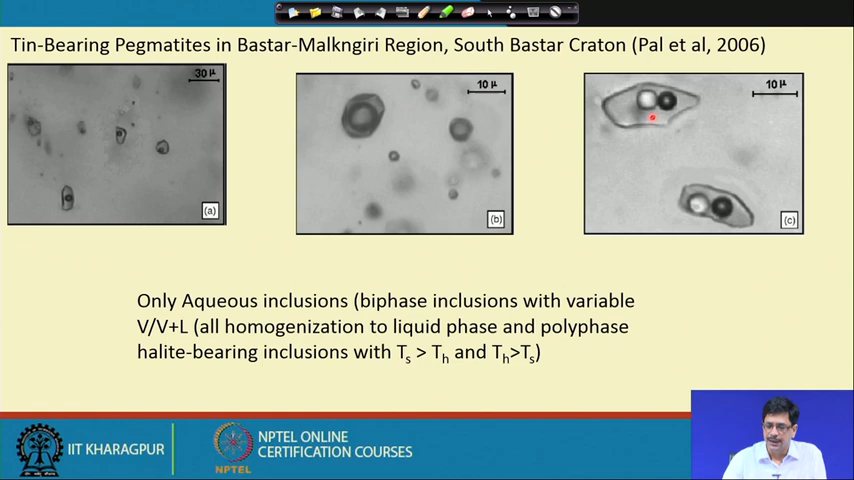 Tin-Bearing Pegmatites in Bastar-Malkngiri Region, South Bastar Craton (Pal et al, 2006)
30 µ
(a)
10 µ
(b)
10 µ
(c)
Only Aqueous inclusions (biphase inclusions with variable
V/V+L (all homogenization to liquid phase and polyphase
halite-bearing inclusions with Ts > Th and Th>Ts)
IIT KHARAGPUR
NPTEL
NPTEL ONLINE
CERTIFICATION COURSES